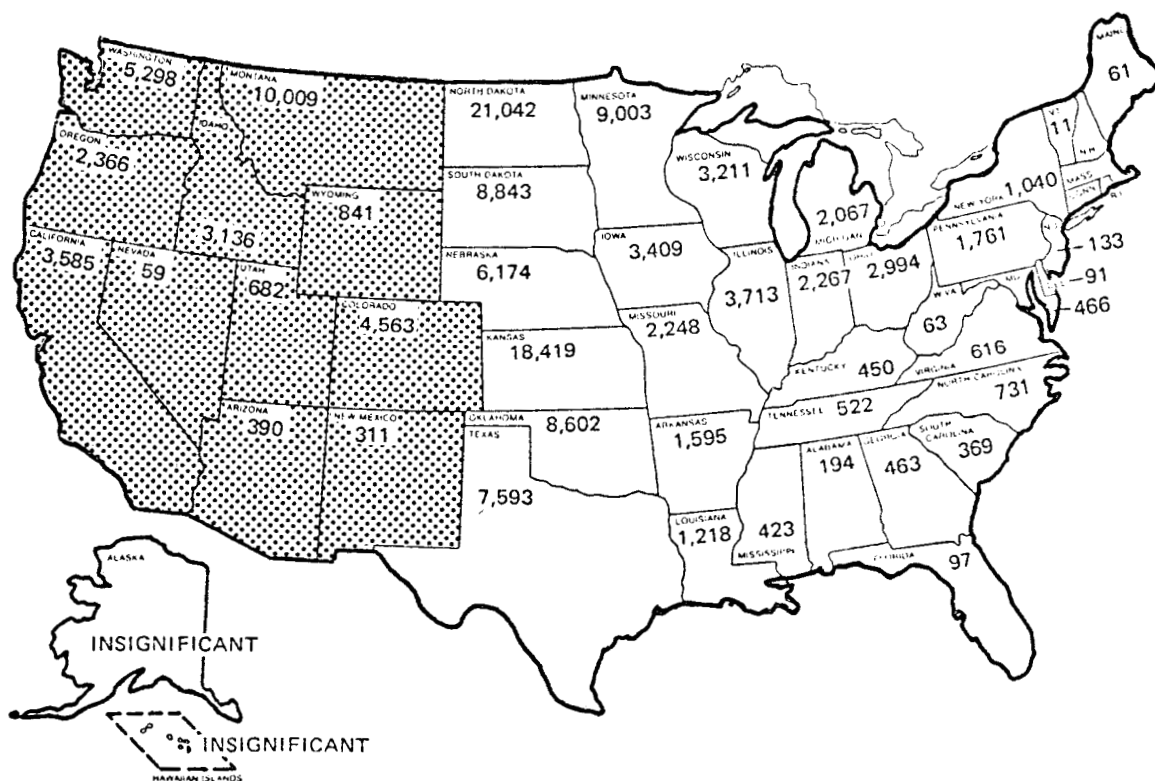 WASHINGTON
5,298
MONTANA
10,009
IDAHO
3,136
OREGON
2,366
WYOMING
841
CALIFORNIA
3,585
NEVADA
59
UTAH
682
COLORADO
4,563
ARIZONA
390
NEW MEXICO
311
NORTH DAKOTA
21,042
SOUTH DAKOTA
8,843
NEBRASKA
6,174
KANSAS
18,419
OKLAHOMA
8,602
TEXAS
7,593
MINNESOTA
9,003
IOWA
3,409
MISSOURI
2,248
ARKANSAS
1,595
LOUISIANA
1,218
WISCONSIN
3,211
ILLINOIS
3,713
2,067
MICHIGAN
INDIANA
2,267
OHIO
2,994
KENTUCKY
450
TENNESSEE
522
423
MISSISSIPPI
ALABAMA
194
GEORGIA
463
FLORIDA
97
SOUTH
CAROLINA
369
NORTH CAROLINA
731
616
VIRGINIA
W.VA.
63
MD.
PENNSYLVANIA
1,761
NEW YORK
1,040
N.J.
133
91
466
VT.
11
N.H.
MASS.
CONN.
R.I.
MAINE
61
ALASKA
INSIGNIFICANT
INSIGNIFICANT
HAWAIIAN ISLANDS